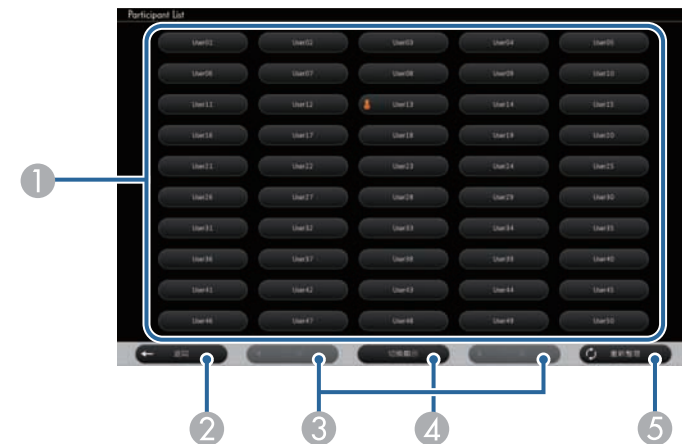 Participant List
User01 User02 User03 User04 User05
User06 User07 User08 User09 User10
User11 User12 User13 User14 User15
User16 User17 User18 User19 User20
User21 User22 User23 User24 User25
User26 User27 User28 User29 User30
User31 User32 User33 User34 User35
User36 User37 User38 User39 User40
User41 User42 User43 User44 User45
User46 User47 User48 User49 User50
1
返回 切換顯示 重新整理
2 3 4 5